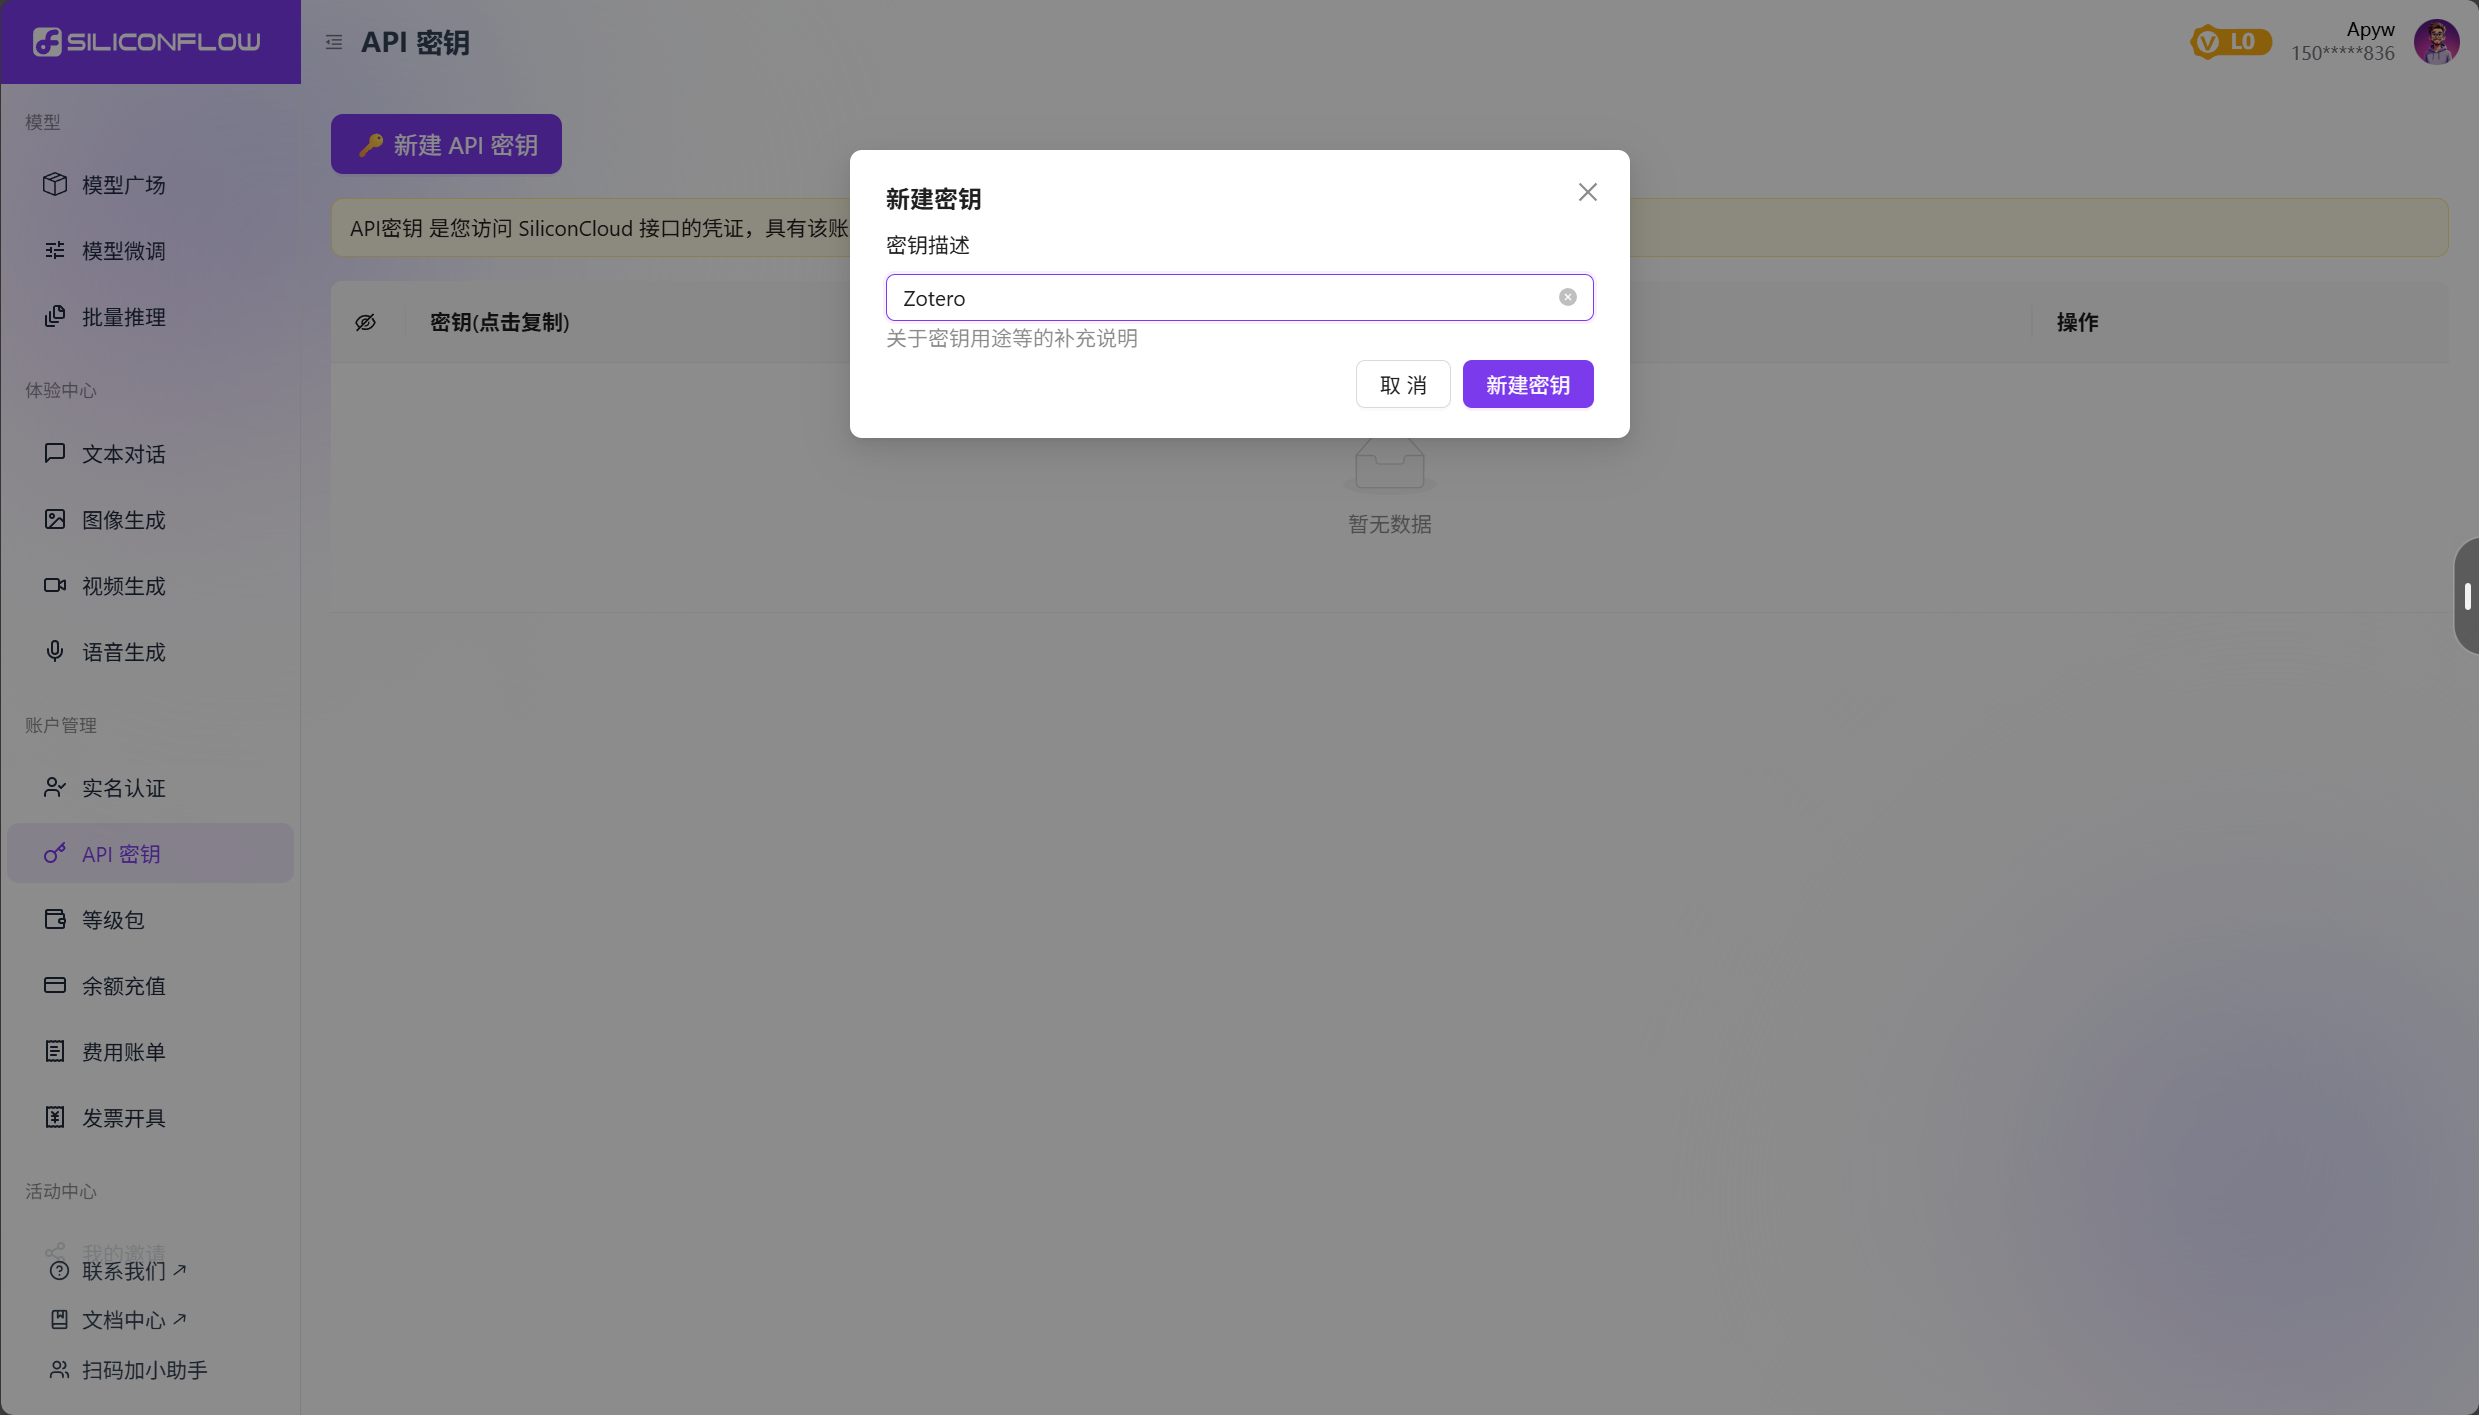 SILICONFLOW
API 密钥
L0
Apyw
150*****836
模型
模型广场
模型微调
批量推理
体验中心
文本对话
图像生成
视频生成
语音生成
账户管理
实名认证
API 密钥
等级包
余额充值
费用账单
发票开具
活动中心
我的邀请
联系我们
文档中心
扫码加小助手
新建 API 密钥
API密钥 是您访问 SiliconCloud 接口的凭证，具有该账
密钥(点击复制)
操作
暂无数据
新建密钥
密钥描述
Zotero
关于密钥用途等的补充说明
取 消
新建密钥